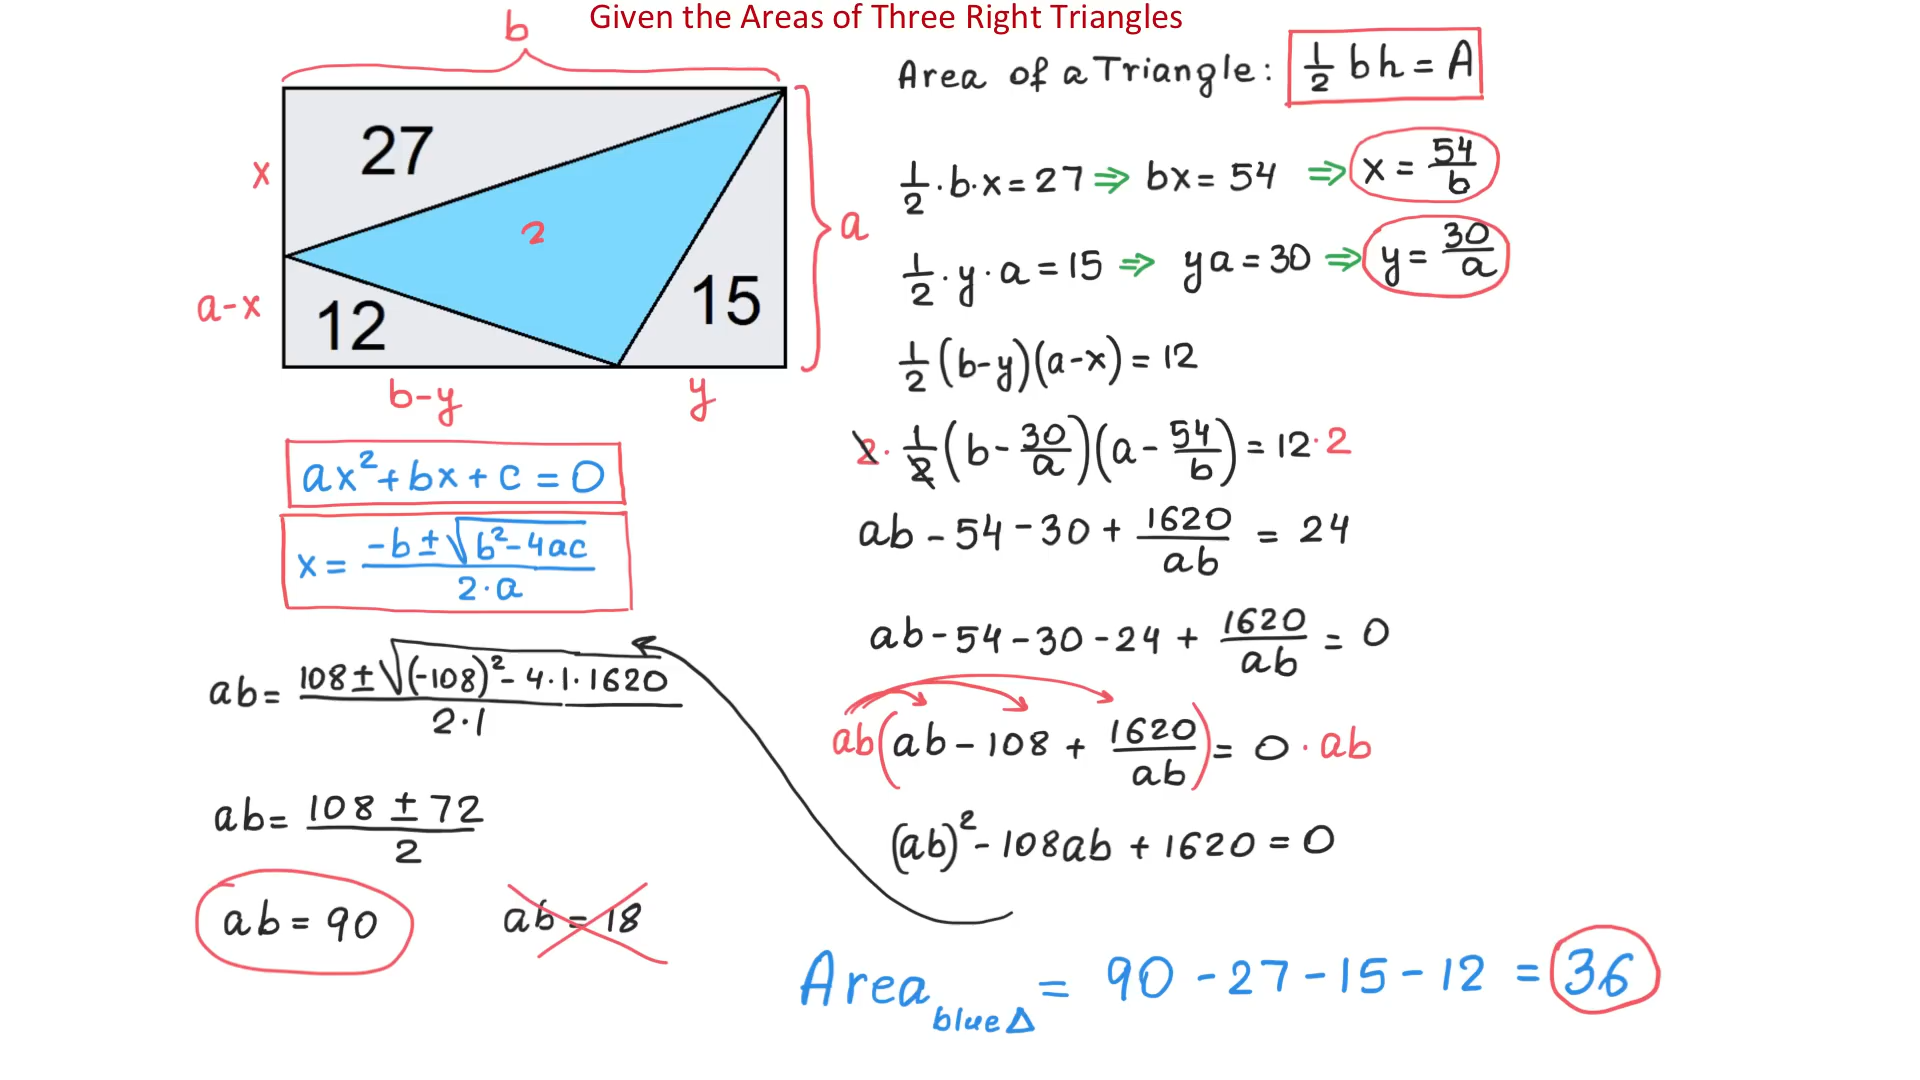 Given the Areas of Three Right Triangles
b
27
x
2
a
a-x
12
15
b-y
y
Area of a Triangle: 1/2 bh = A
1/2 · b · x = 27 ⇒ bx = 54 ⇒ x = 54/b
1/2 · y · a = 15 ⇒ ya = 30 ⇒ y = 30/a
1/2 (b-y)(a-x) = 12
2 · 1/2 (b - 30/a)(a - 54/b) = 12 · 2
ab - 54 - 30 + 1620/ab = 24
ab - 54 - 30 - 24 + 1620/ab = 0
ab(ab - 108 + 1620/ab) = 0 · ab
(ab)² - 108ab + 1620 = 0
ax² + bx + c = 0
x = (-b ± √(b² - 4ac))/(2 · a)
ab = (108 ± √((-108)² - 4 · 1 · 1620))/(2 · 1)
ab = (108 ± 72)/2
ab = 90
ab = 18
Area blue Δ = 90 - 27 - 15 - 12 = 36